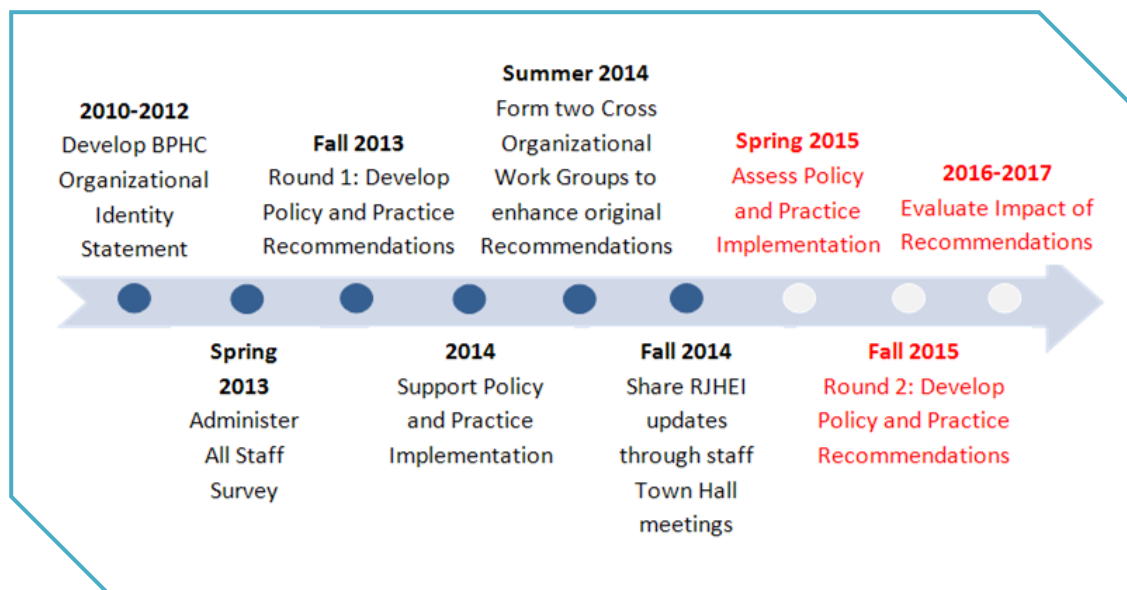 2010-2012
Develop BPHC
Organizational
Identity
Statement
Spring
2013
Administer
All Staff
Survey
Fall 2013
Round 1: Develop
Policy and Practice
Recommendations
2014
Support Policy
and Practice
Implementation
Summer 2014
Form two Cross
Organizational
Work Groups to
enhance original
Recommendations
Fall 2014
Share RJHEI
updates
through staff
Town Hall
meetings
Spring 2015
Assess Policy
and Practice
Implementation
Fall 2015
Round 2: Develop
Policy and Practice
Recommendations
2016-2017
Evaluate Impact of
Recommendations